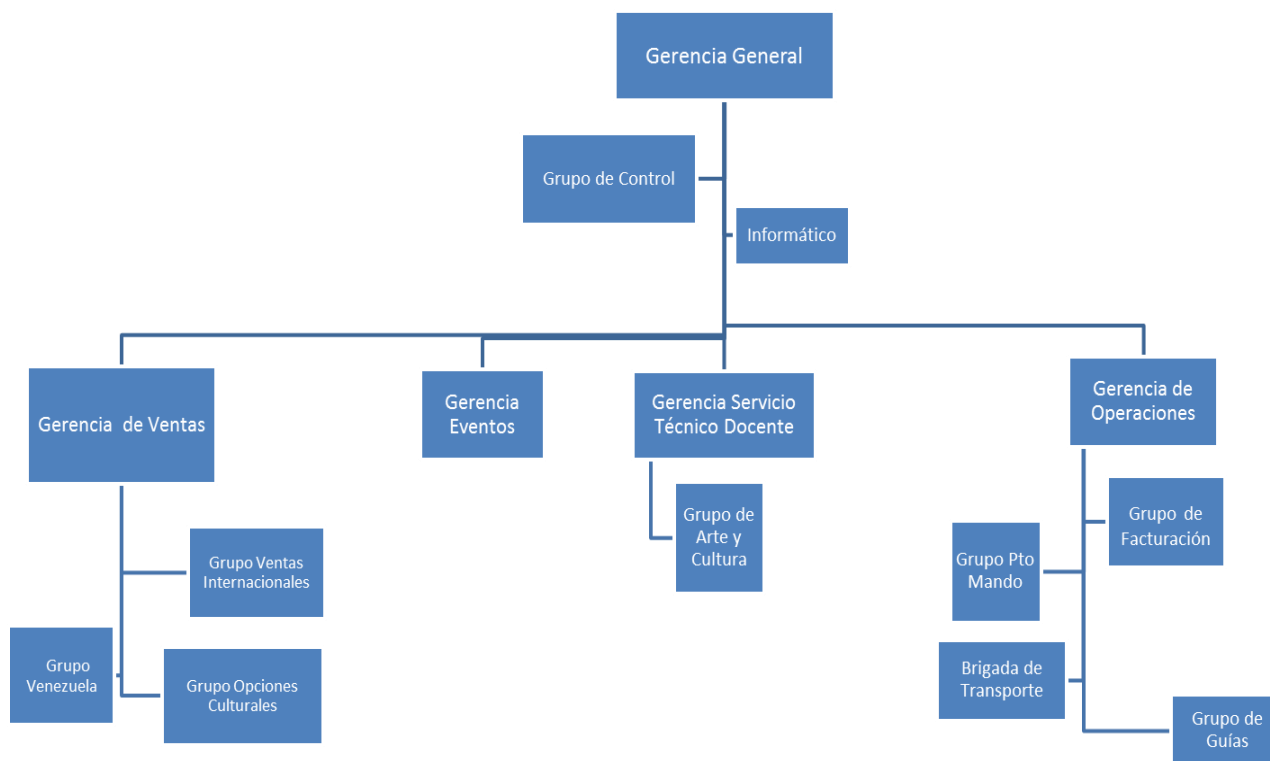 Gerencia General
Grupo de Control
Informático
Gerencia de Ventas
Gerencia
Eventos
Gerencia Servicio
Técnico Docente
Gerencia de
Operaciones
Grupo Ventas
Internacionales
Grupo
Venezuela
Grupo Opciones
Culturales
Grupo de
Arte y
Cultura
Grupo de
Facturación
Grupo Pto
Mando
Brigada de
Transporte
Grupo de
Guías